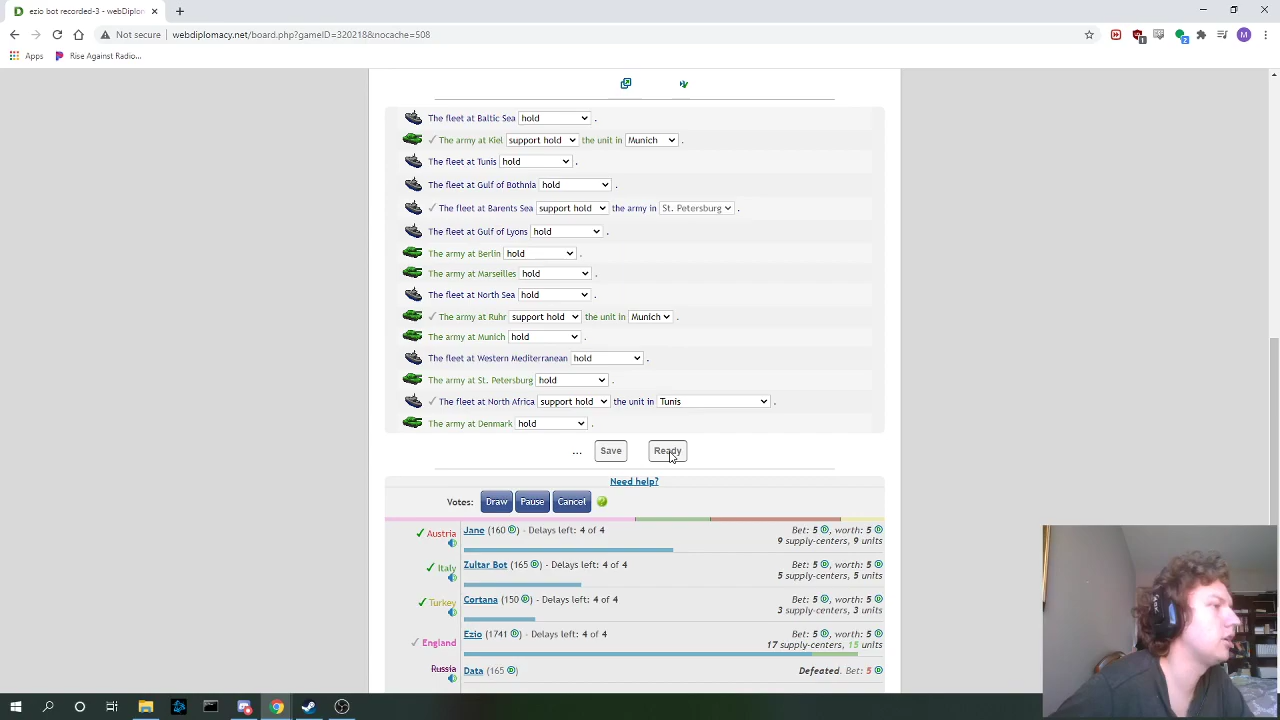 ezio bot recorded-3 - webDiplo
Not secure
webdiplomacy.net/board.php?gameID=320218&nocache=508
Apps
Rise Against Radio...
The fleet at Baltic Sea hold .
The army at Kiel support hold the unit in Munich .
The fleet at Tunis hold .
The fleet at Gulf of Bothnia hold .
The fleet at Barents Sea support hold the army in St. Petersburg .
The fleet at Gulf of Lyons hold .
The army at Berlin hold .
The army at Marseilles hold .
The fleet at North Sea hold .
The army at Ruhr support hold the unit in Munich .
The army at Munich hold .
The fleet at Western Mediterranean hold .
The army at St. Petersburg hold .
The fleet at North Africa support hold the unit in Tunis .
The army at Denmark hold .
... Save Ready
Need help?
Votes: Draw Pause Cancel
Austria Jane (160) - Delays left: 4 of 4 Bet: 5, worth: 5
9 supply-centers, 9 units
Italy Zultar Bot (165) - Delays left: 4 of 4 Bet: 5, worth: 5
5 supply-centers, 5 units
Turkey Cortana (150) - Delays left: 4 of 4 Bet: 5, worth: 5
3 supply-centers, 3 units
England Ezio (1741) - Delays left: 4 of 4 Bet: 5, worth: 5
17 supply-centers, 15 units
Russia Data (165) Defeated. Bet: 5